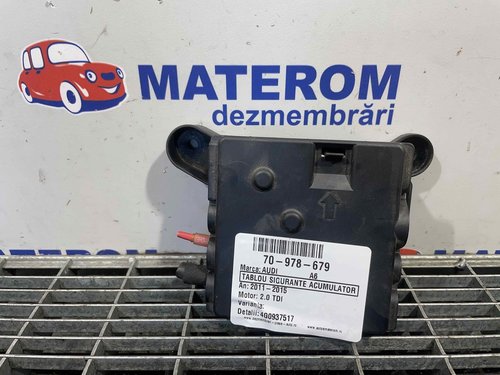 MATEROM
dezmembrări
70-978-679
Marca: AUDI A6
TABLOU SIGURANTE ACUMULATOR
An: 2011-2015
Motor: 2.0 TDI
Varianta:
Detalii: 4G0937517